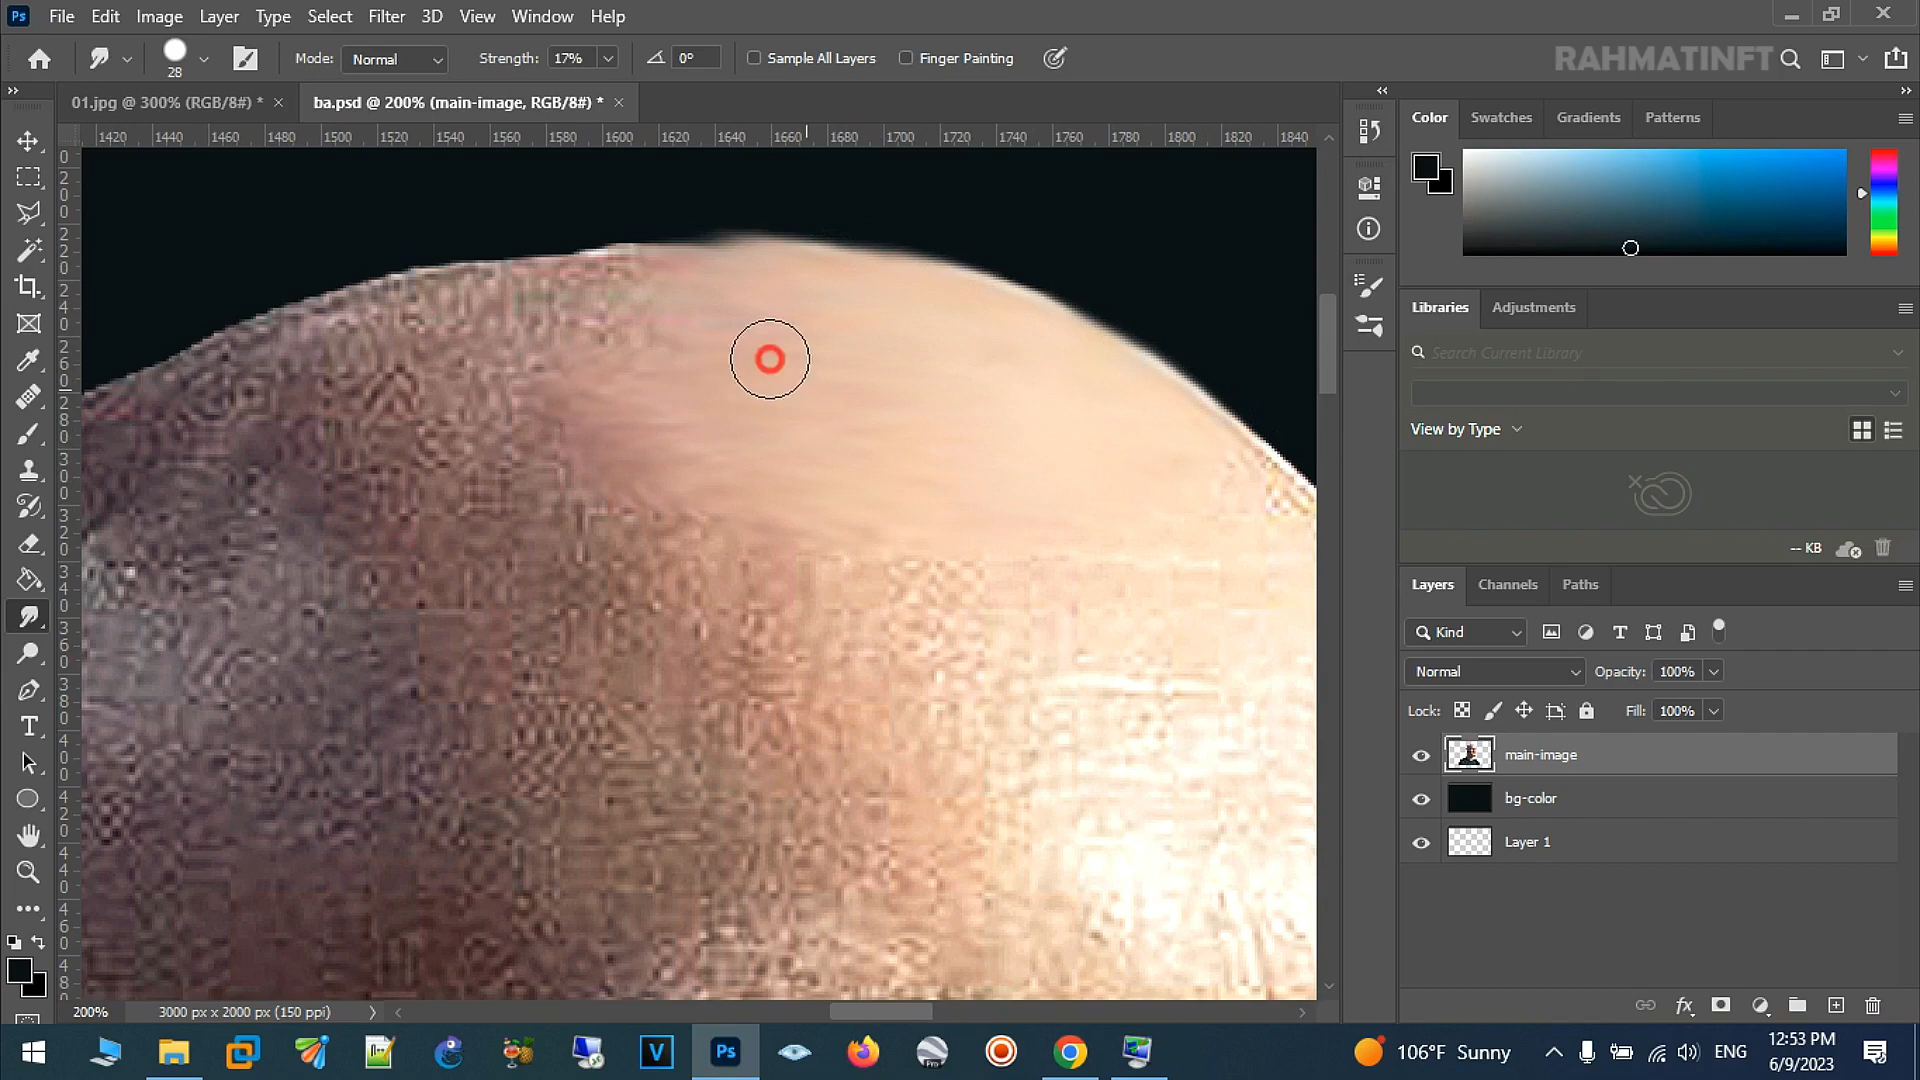 Ps File Edit Image Layer Type Select Filter 3D View Window Help
28 Mode: Normal Strength: 17% 0° Sample All Layers Finger Painting RAHMATINFT
01.jpg @ 300% (RGB/8#) * ba.psd @ 200% (main-image, RGB/8#) *
1420 1440 1460 1480 1500 1520 1540 1560 1580 1600 1620 1640 1660 1680 1700 1720 1740 1760 1780 1800 1820 1840
Color Swatches Gradients Patterns
Libraries Adjustments
Search Current Library
View by Type
-- KB
Layers Channels Paths
Kind
Normal Opacity: 100%
Lock: Fill: 100%
main-image
bg-color
Layer 1
200% 3000 px x 2000 px (150 ppi)
Ps Pro 106°F Sunny ENG 12:53 PM
6/9/2023